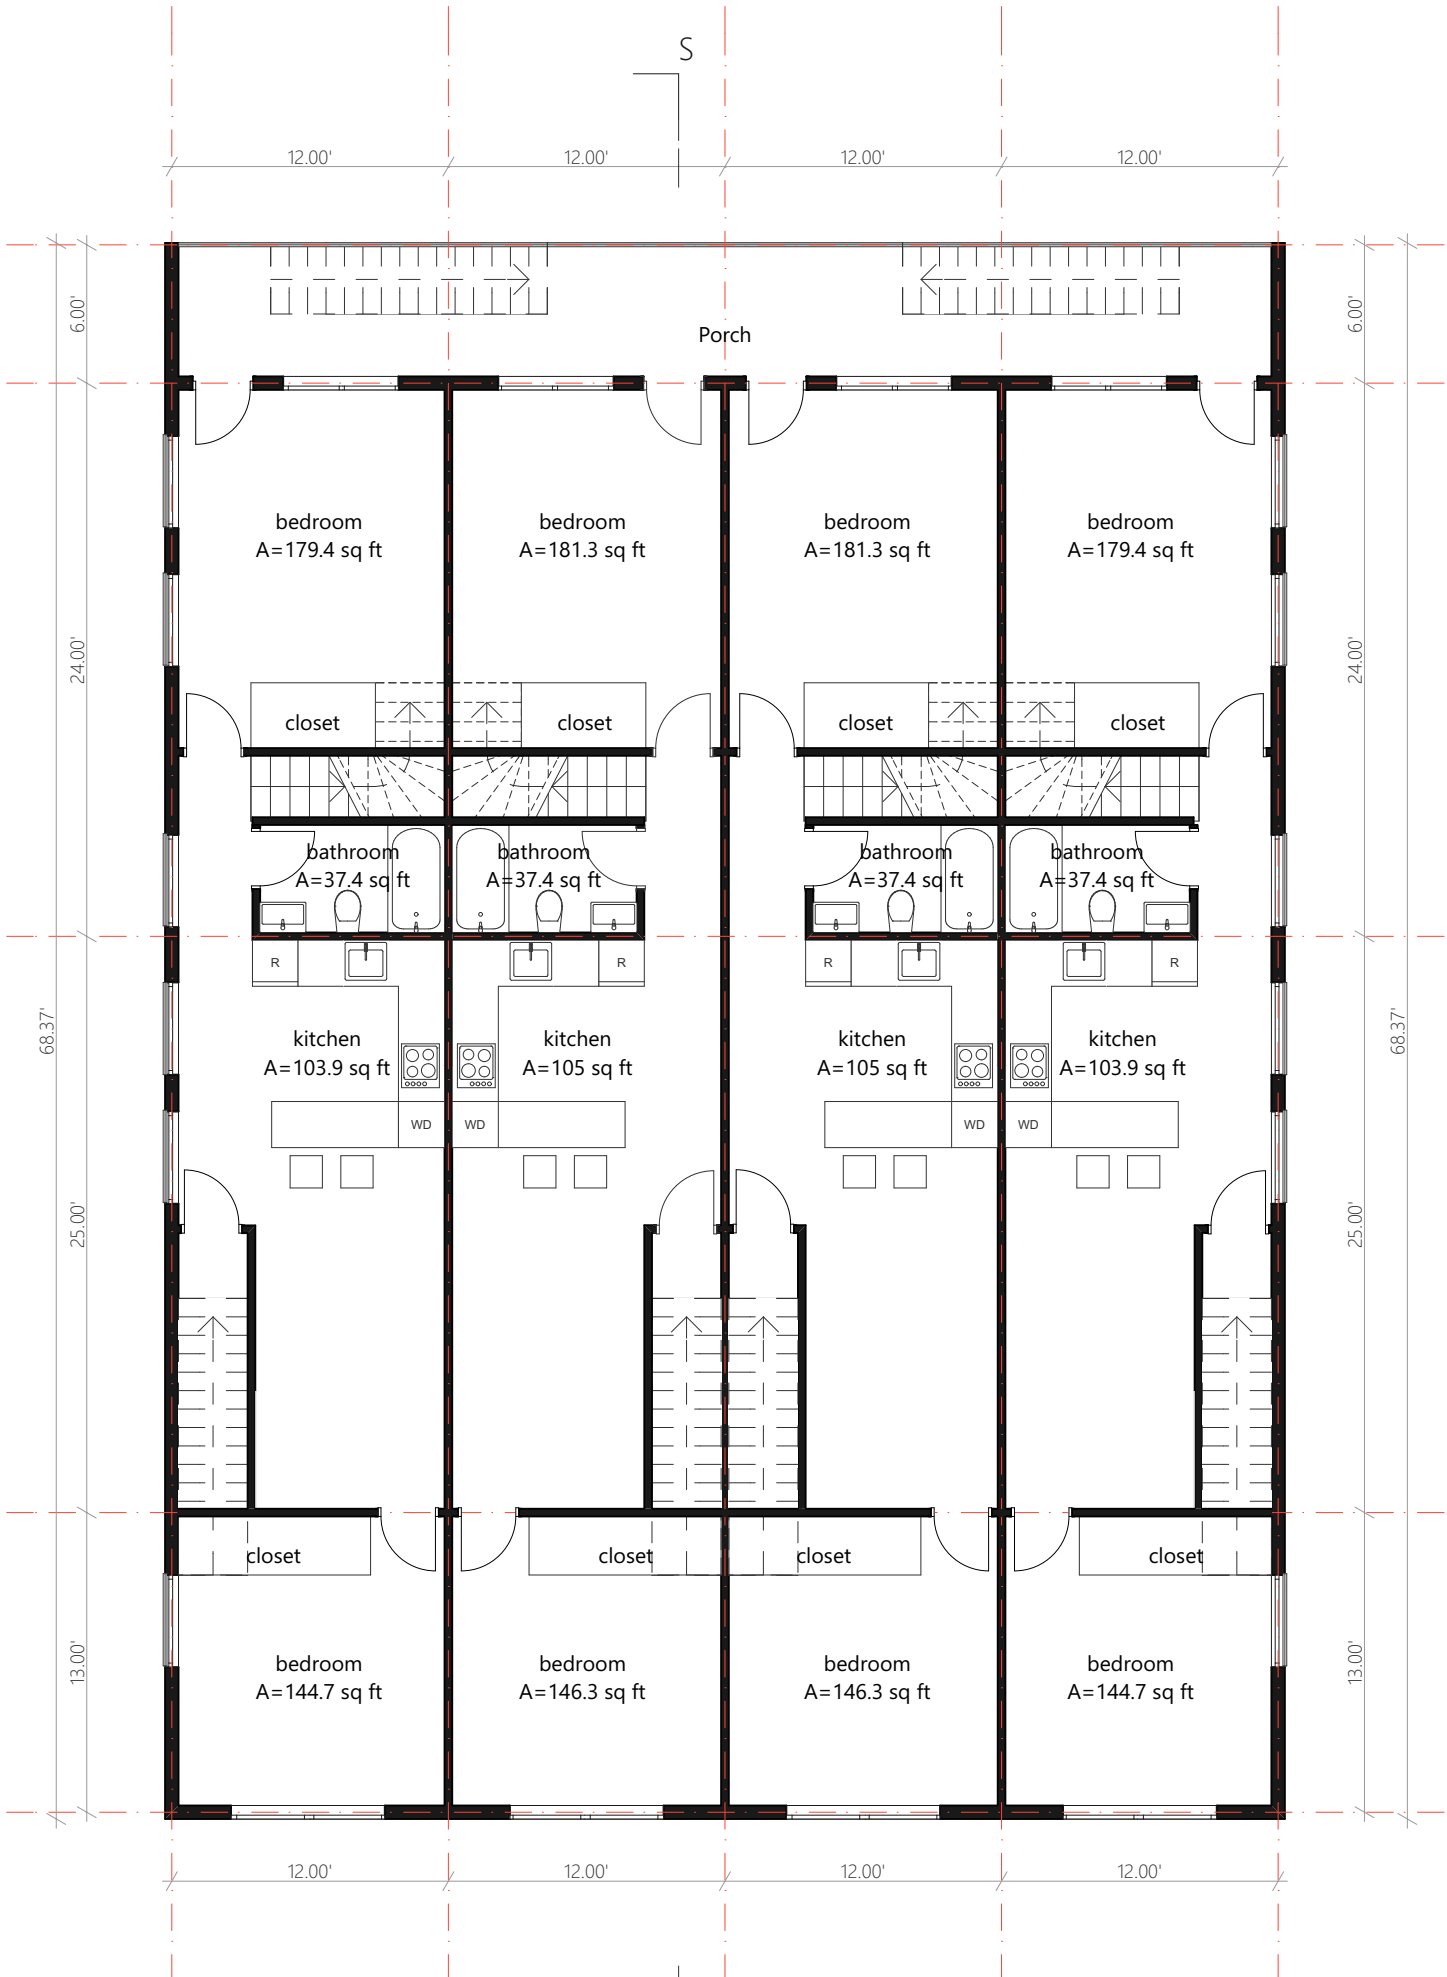 S
12.00' 12.00' 12.00' 12.00'
6.00' 6.00'
Porch
bedroom bedroom bedroom bedroom
A=179.4 sq ft A=181.3 sq ft A=181.3 sq ft A=179.4 sq ft
24.00' 24.00'
closet closet closet closet
bathroom bathroom bathroom bathroom
A=37.4 sq ft A=37.4 sq ft A=37.4 sq ft A=37.4 sq ft
R R R R
68.37' 68.37'
kitchen kitchen kitchen kitchen
A=103.9 sq ft A=105 sq ft A=105 sq ft A=103.9 sq ft
WD WD WD WD
25.00' 25.00'
closet closet closet closet
13.00' 13.00'
bedroom bedroom bedroom bedroom
A=144.7 sq ft A=146.3 sq ft A=146.3 sq ft A=144.7 sq ft
12.00' 12.00' 12.00' 12.00'